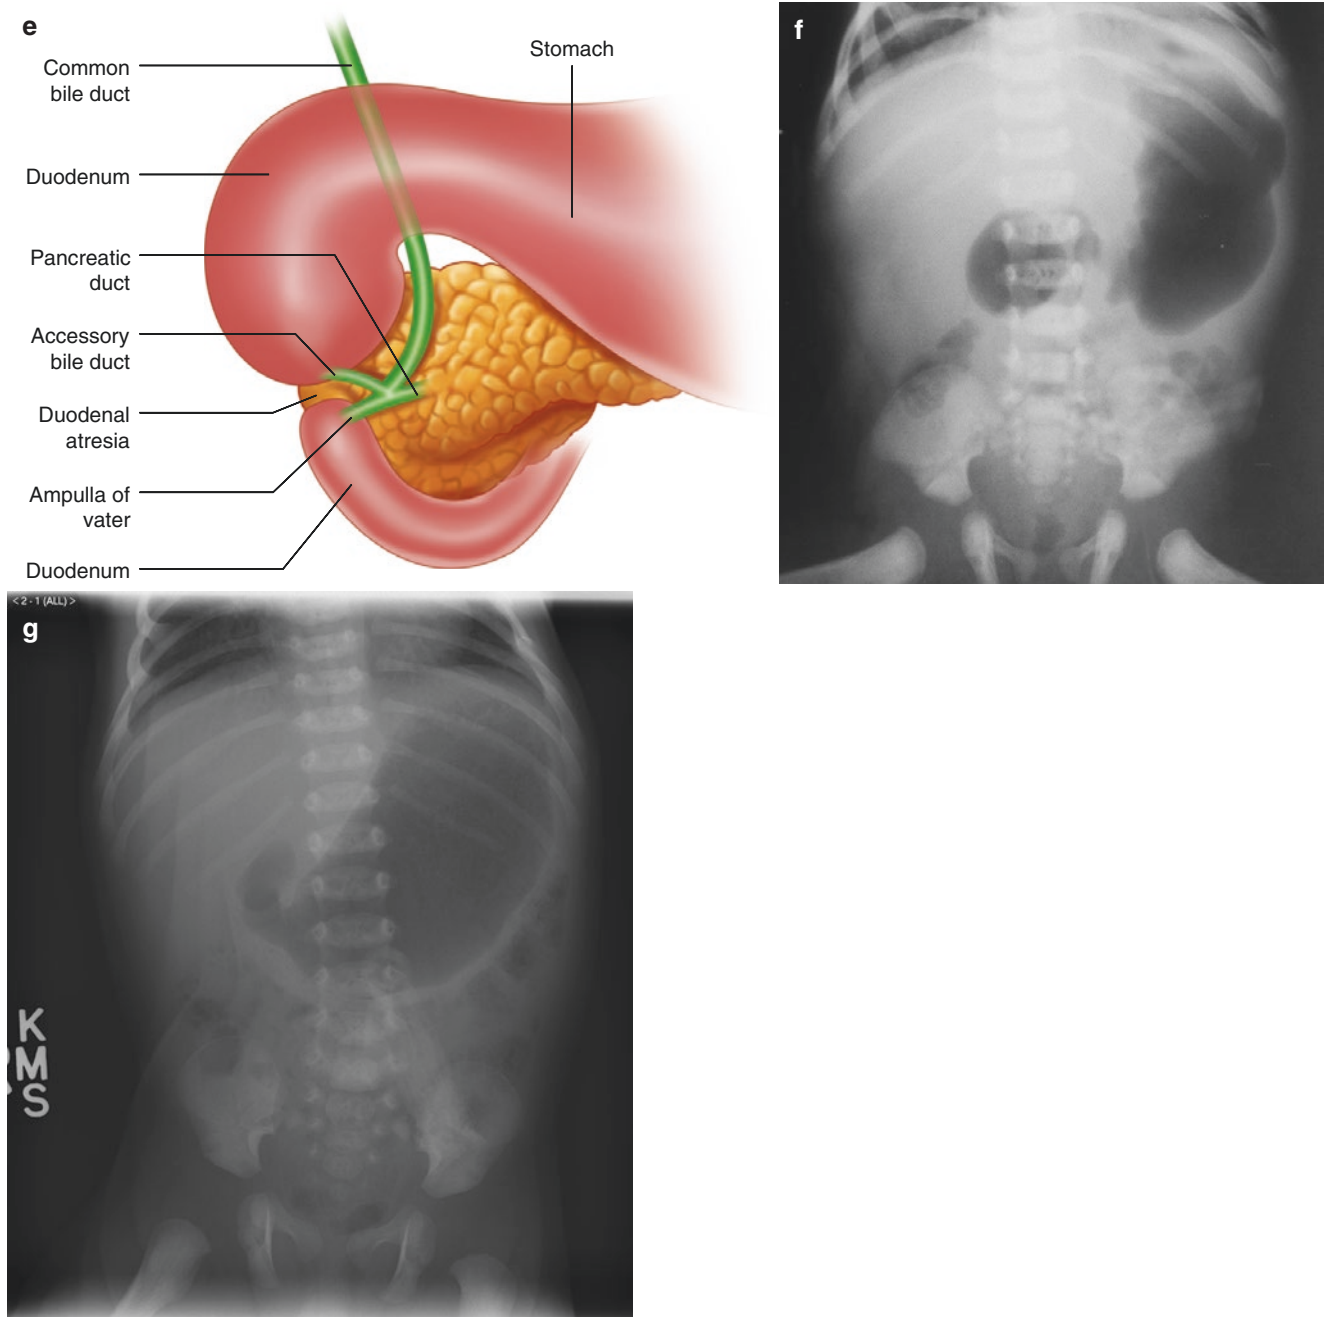 e
Common
bile duct
Stomach
Duodenum
Pancreatic
duct
Accessory
bile duct
Duodenal
atresia
Ampulla of
vater
Duodenum
f
<2 - 1 (ALL) >
g
K
M
S